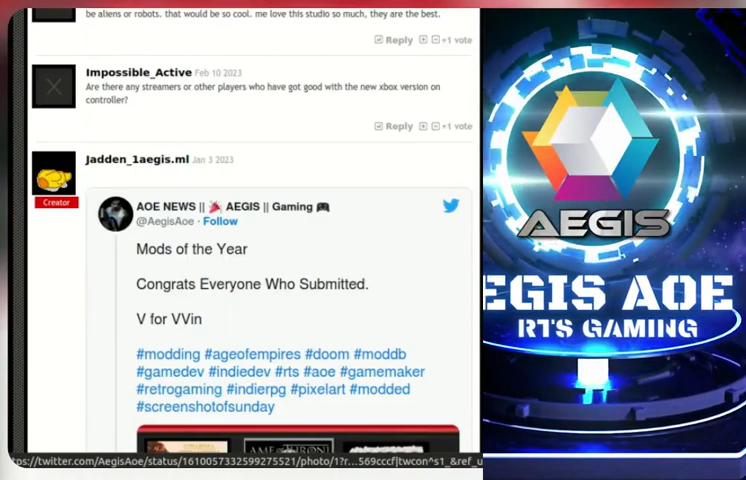 be aliens or robots. that would be so cool. me love this studio so much, they are the best.
Reply +1 vote
Impossible_Active Feb 10 2023
Are there any streamers or other players who have got good with the new xbox version on
controller?
Reply +1 vote
Jadden_1aegis.ml Jan 3 2023
Creator
AOE NEWS || 🎉 AEGIS || Gaming 🎮
@AegisAoe · Follow
Mods of the Year
Congrats Everyone Who Submitted.
V for VVin
#modding #ageofempires #doom #moddb
#gamedev #indiedev #rts #aoe #gamemaker
#retrogaming #indierpg #pixelart #modded
#screenshotofsunday
tps://twitter.com/AegisAoe/status/1610057332599275521/photo/1?r...569cccf|twcon^s1_&ref_u
AEGIS
EGIS AOE
RTS GAMING